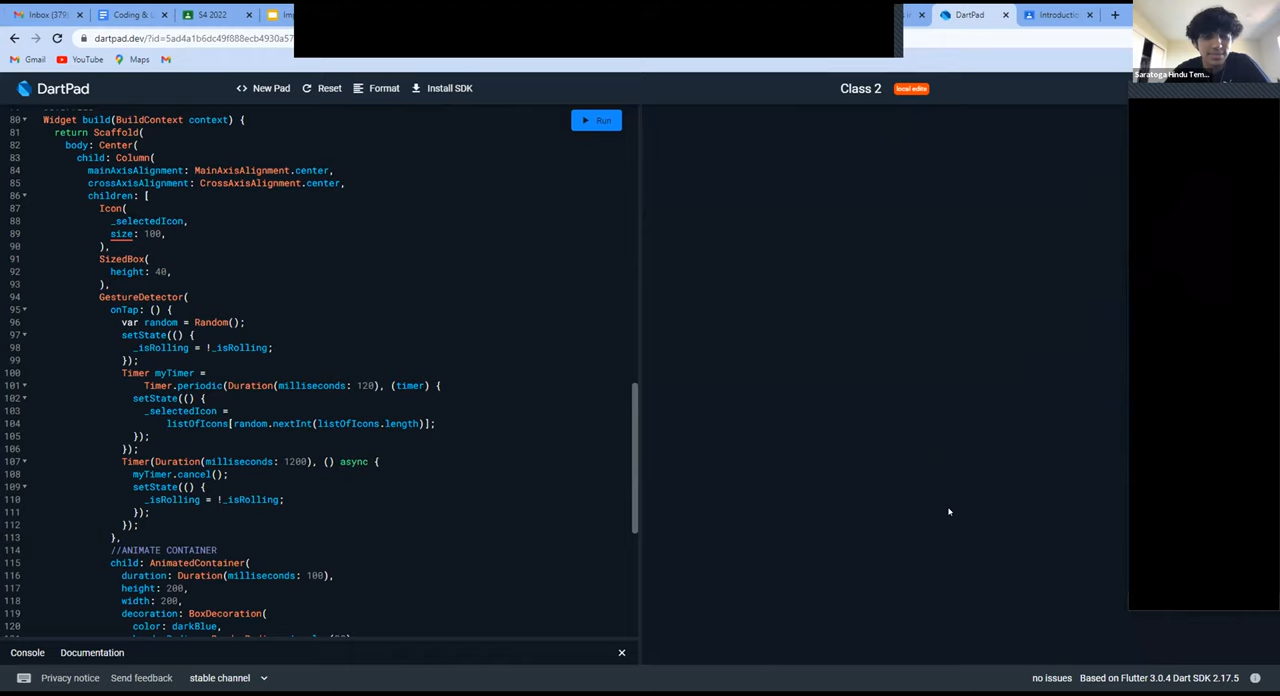 Inbox (379)
Coding & L
S4 2022
Imp
s in
DartPad
Introduction
dartpad.dev/?id=5ad4a1b6dc49f888ecb4930a57
Gmail
YouTube
Maps
Saratoga Hindu Tem...
DartPad
New Pad
Reset
Format
Install SDK
Class 2
local edits
Run
80 Widget build(BuildContext context) {
81 return Scaffold(
82 body: Center(
83 child: Column(
84 mainAxisAlignment: MainAxisAlignment.center,
85 crossAxisAlignment: CrossAxisAlignment.center,
86 children: [
87 Icon(
88 _selectedIcon,
89 size: 100,
90 ),
91 SizedBox(
92 height: 40,
93 ),
94 GestureDetector(
95 onTap: () {
96 var random = Random();
97 setState(() {
98 _isRolling = !_isRolling;
99 });
100 Timer myTimer =
101 Timer.periodic(Duration(milliseconds: 120), (timer) {
102 setState(() {
103 _selectedIcon =
104 listOfIcons[random.nextInt(listOfIcons.length)];
105 });
106 });
107 Timer(Duration(milliseconds: 1200), () async {
108 myTimer.cancel();
109 setState(() {
110 _isRolling = !_isRolling;
111 });
112 });
113 },
114 //ANIMATE CONTAINER
115 child: AnimatedContainer(
116 duration: Duration(milliseconds: 100),
117 height: 200,
118 width: 200,
119 decoration: BoxDecoration(
120 color: darkBlue,
Console
Documentation
Privacy notice
Send feedback
stable channel
no issues
Based on Flutter 3.0.4 Dart SDK 2.17.5